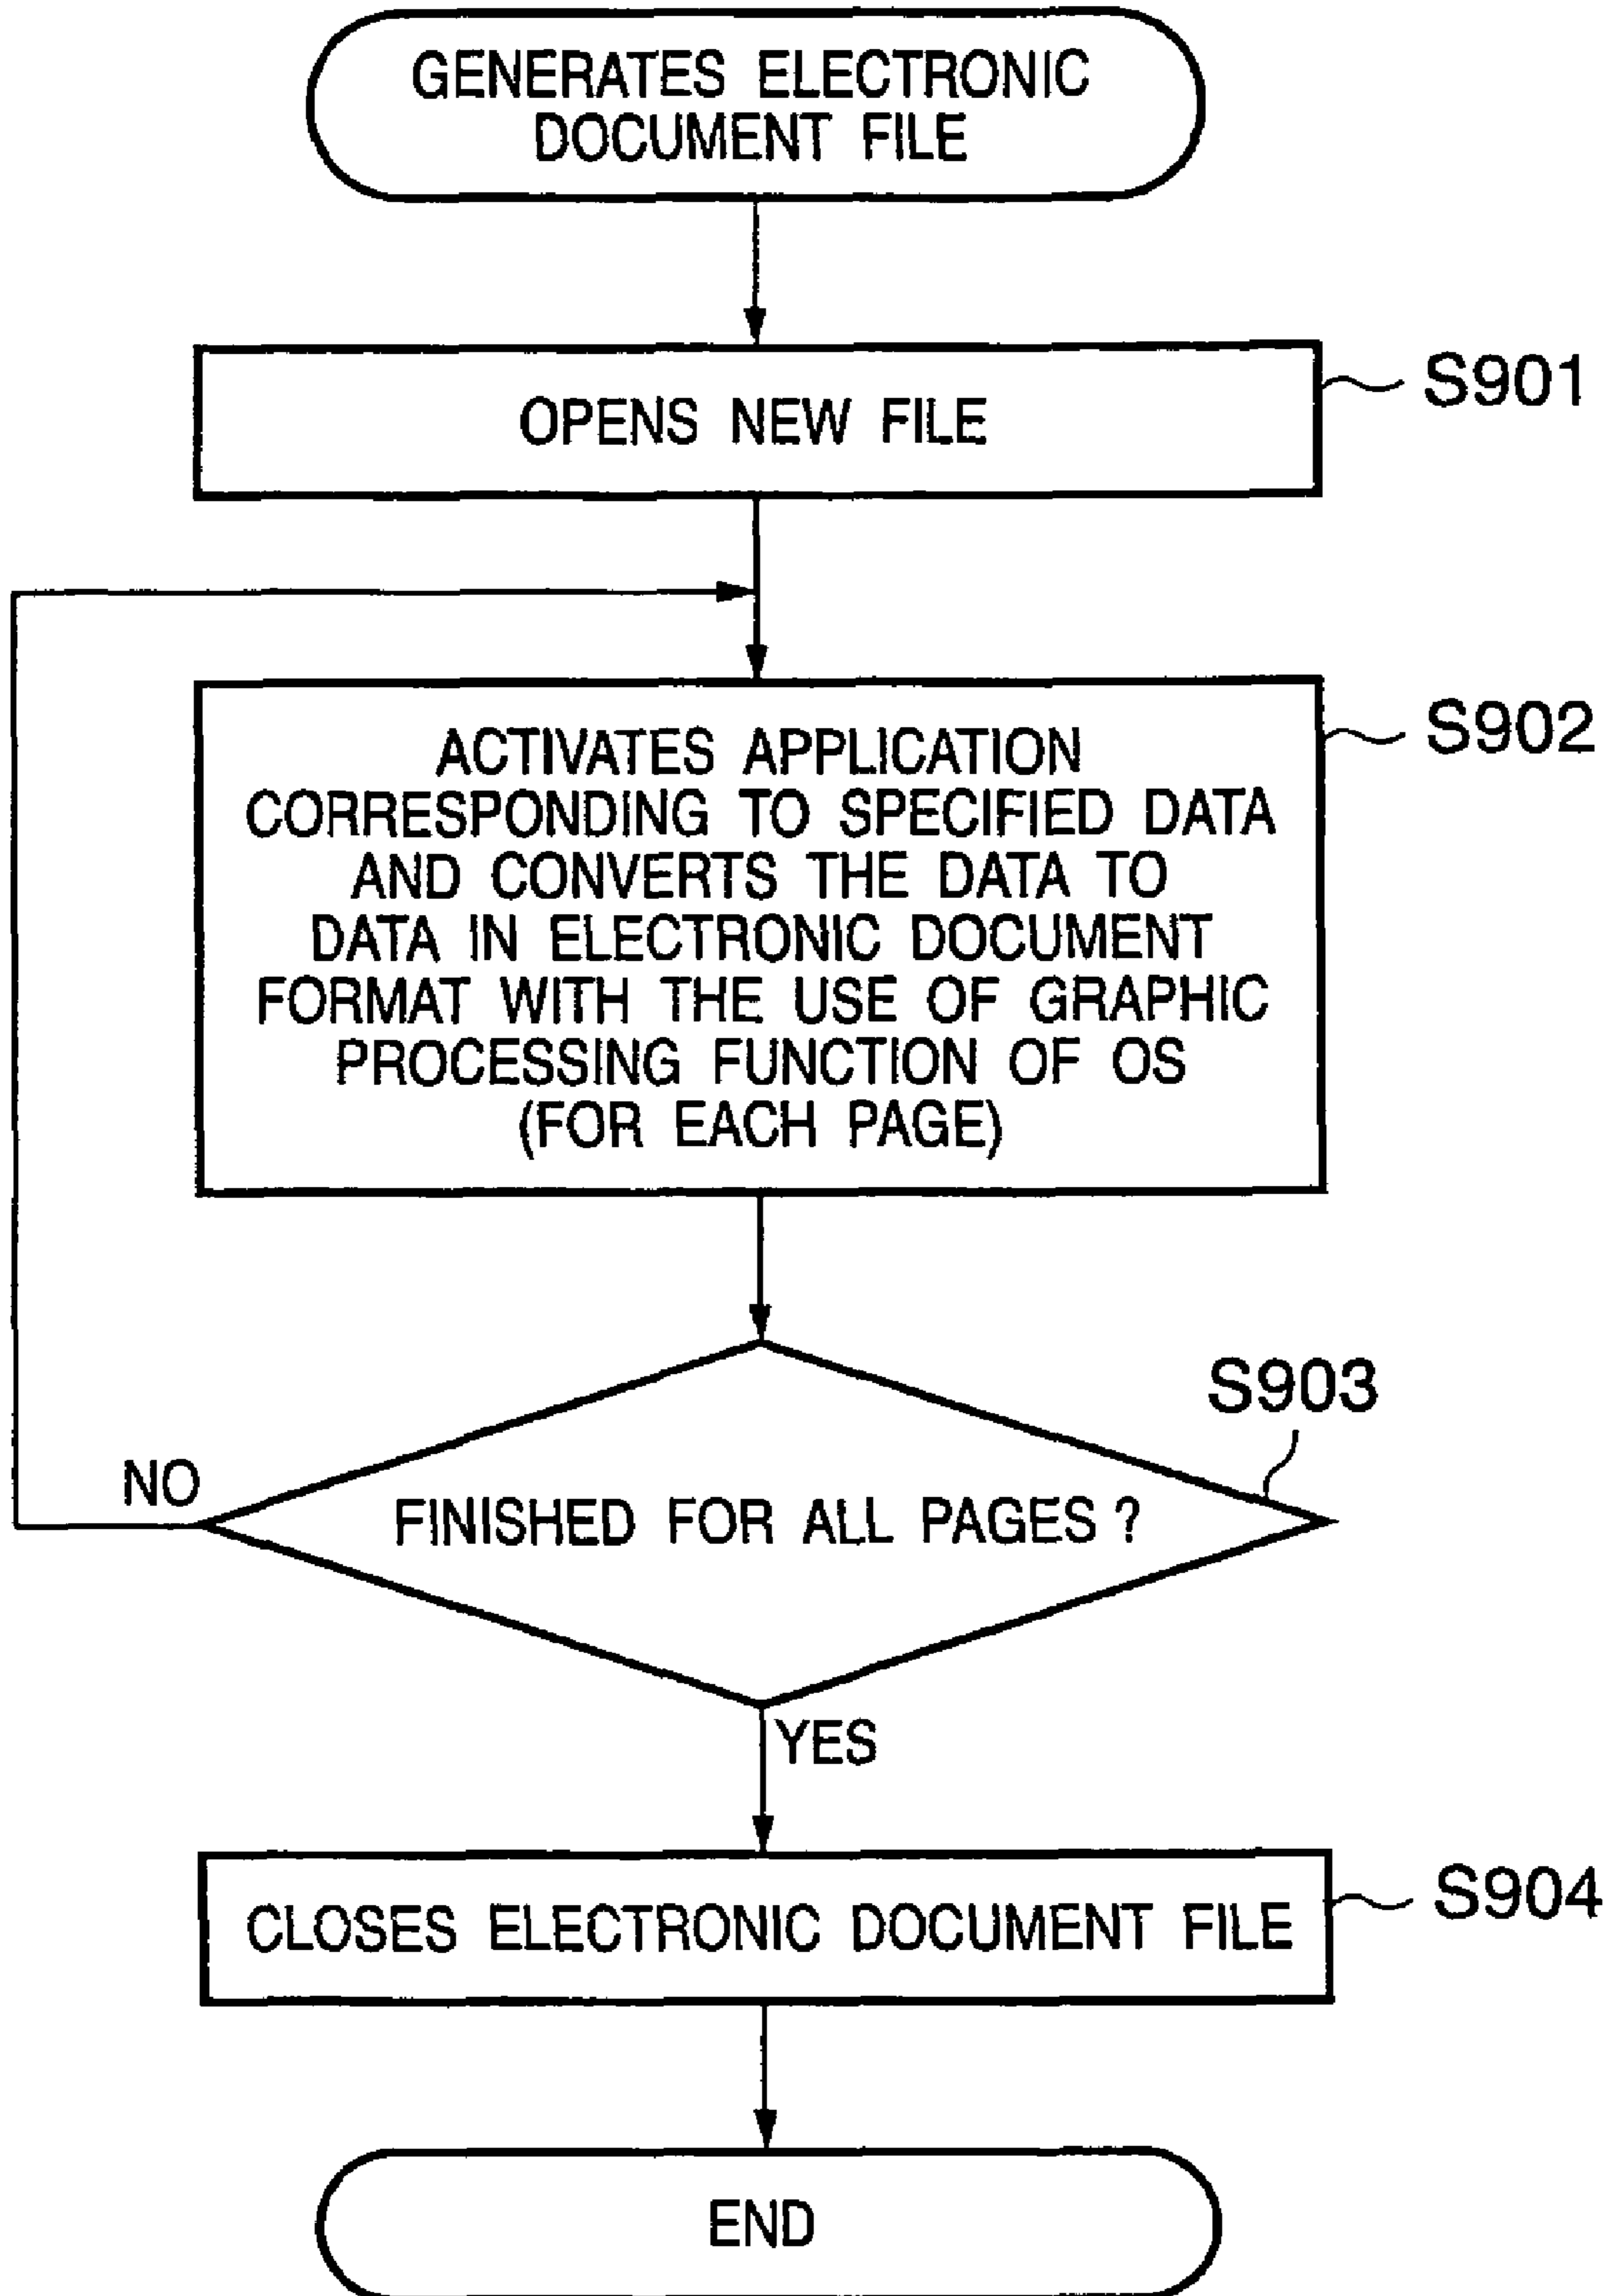 GENERATES ELECTRONIC
DOCUMENT FILE
OPENS NEW FILE
S901
ACTIVATES APPLICATION
CORRESPONDING TO SPECIFIED DATA
AND CONVERTS THE DATA TO
DATA IN ELECTRONIC DOCUMENT
FORMAT WITH THE USE OF GRAPHIC
PROCESSING FUNCTION OF OS
(FOR EACH PAGE)
S902
S903
NO
FINISHED FOR ALL PAGES ?
YES
CLOSES ELECTRONIC DOCUMENT FILE
S904
END